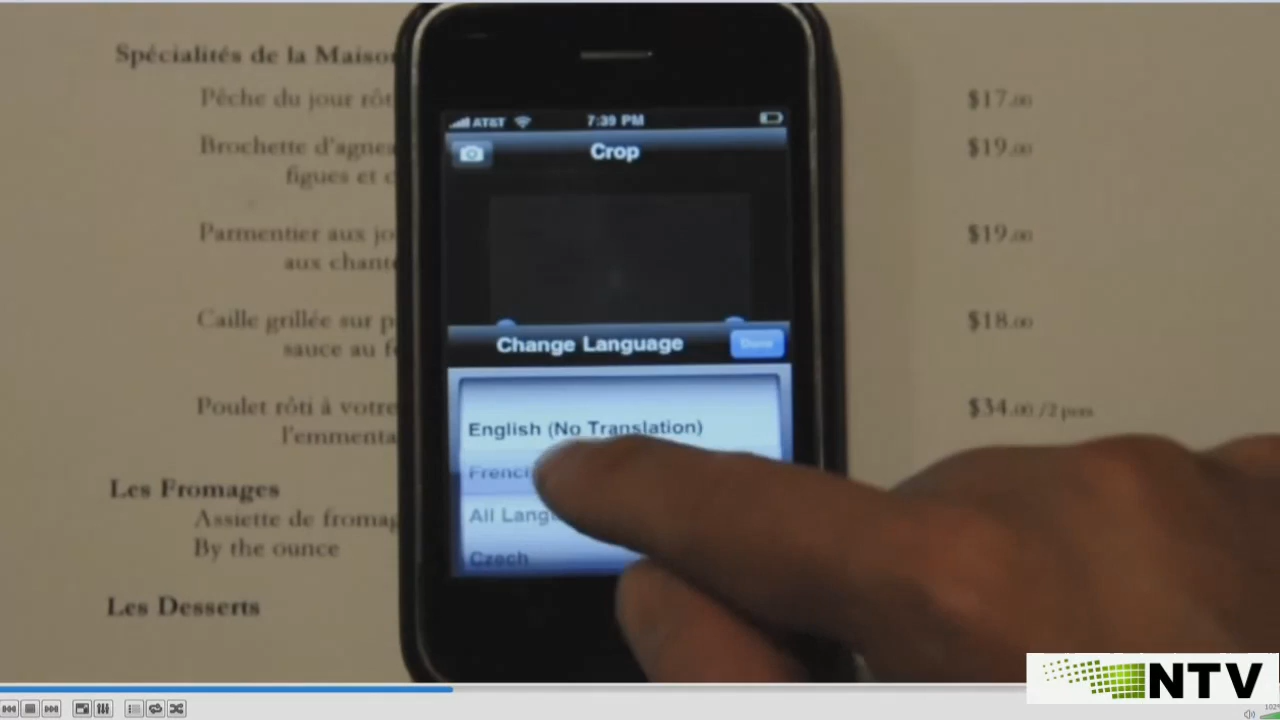 Spécialités de la Maison
Pêche du jour rôt
$17.00
Brochette d'agnea
$19.00
figues et c
Parmentier aux jo
$19.00
aux chante
Caille grillée sur p
$18.00
sauce au f
Poulet rôti à votre
$34.00 /2 pers
l'emmenta
Les Fromages
Assiette de fromag
By the ounce
Les Desserts
AT&T
7:39 PM
Crop
Change Language
Done
English (No Translation)
French
All Langu
Czech
NTV